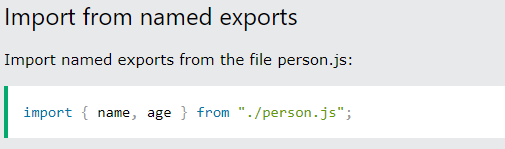 Import from named exports
Import named exports from the file person.js:
import { name, age } from "./person.js";